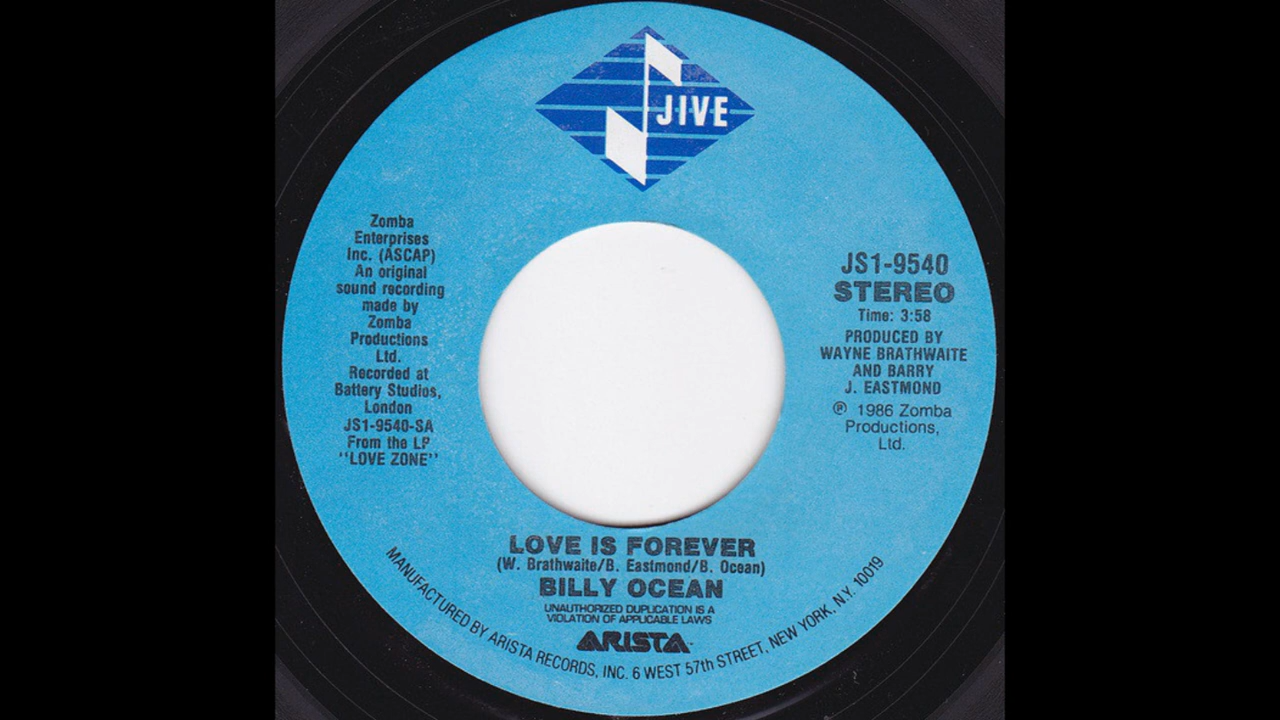 JIVE
Zomba
Enterprises
Inc. (ASCAP)
An original
sound recording
made by
Zomba
Productions
Ltd.
Recorded at
Battery Studios,
London
JS1-9540-SA
From the LP
"LOVE ZONE"
JS1-9540
STEREO
Time: 3:58
PRODUCED BY
WAYNE BRATHWAITE
AND BARRY
J. EASTMOND
℗ 1986 Zomba
Productions,
Ltd.
LOVE IS FOREVER
(W. Brathwaite/B. Eastmond/B. Ocean)
BILLY OCEAN
UNAUTHORIZED DUPLICATION IS A
VIOLATION OF APPLICABLE LAWS
ARISTA™
MANUFACTURED BY ARISTA RECORDS, INC. 6 WEST 57th STREET, NEW YORK, N.Y. 10019